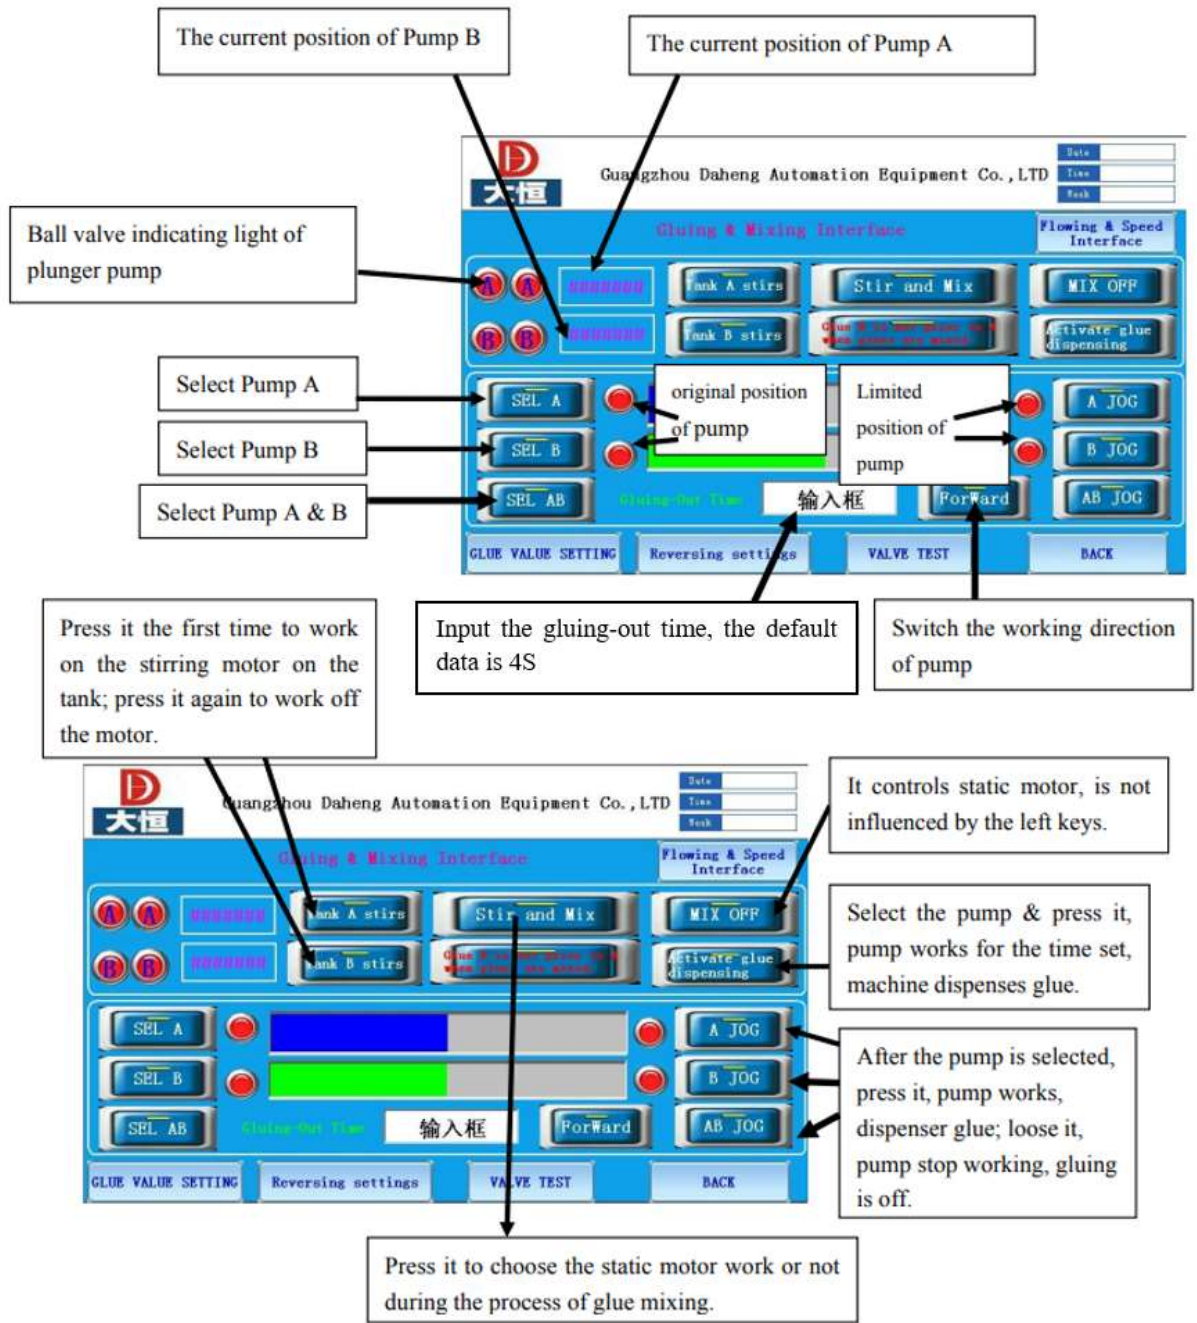 The current position of Pump B
The current position of Pump A
大恒
Guangzhou Daheng Automation Equipment Co.,LTD
Date
Time
Week
Gluing & Mixing Interface
Flowing & Speed
Interface
Ball valve indicating light of
plunger pump
A A
#######
Tank A stirs
Stir and Mix
MIX OFF
B B
#######
Tank B stirs
Activate glue
dispensing
Select Pump A
SEL A
original position
of pump
Limited
position of
pump
A JOG
Select Pump B
SEL B
B JOG
Select Pump A & B
SEL AB
Gluing-Out Time
输入框
ForWard
AB JOG
GLUE VALUE SETTING
Reversing settings
VALVE TEST
BACK
Press it the first time to work
on the stirring motor on the
tank; press it again to work off
the motor.
Input the gluing-out time, the default
data is 4S
Switch the working direction
of pump
大恒
Guangzhou Daheng Automation Equipment Co.,LTD
Date
Time
Week
Gluing & Mixing Interface
Flowing & Speed
Interface
It controls static motor, is not
influenced by the left keys.
A A
#######
Tank A stirs
Stir and Mix
MIX OFF
B B
#######
Tank B stirs
Activate glue
dispensing
Select the pump & press it,
pump works for the time set,
machine dispenses glue.
SEL A
A JOG
SEL B
B JOG
SEL AB
Gluing-Out Time
输入框
ForWard
AB JOG
After the pump is selected,
press it, pump works,
dispenser glue; loose it,
pump stop working, gluing
is off.
GLUE VALUE SETTING
Reversing settings
VALVE TEST
BACK
Press it to choose the static motor work or not
during the process of glue mixing.